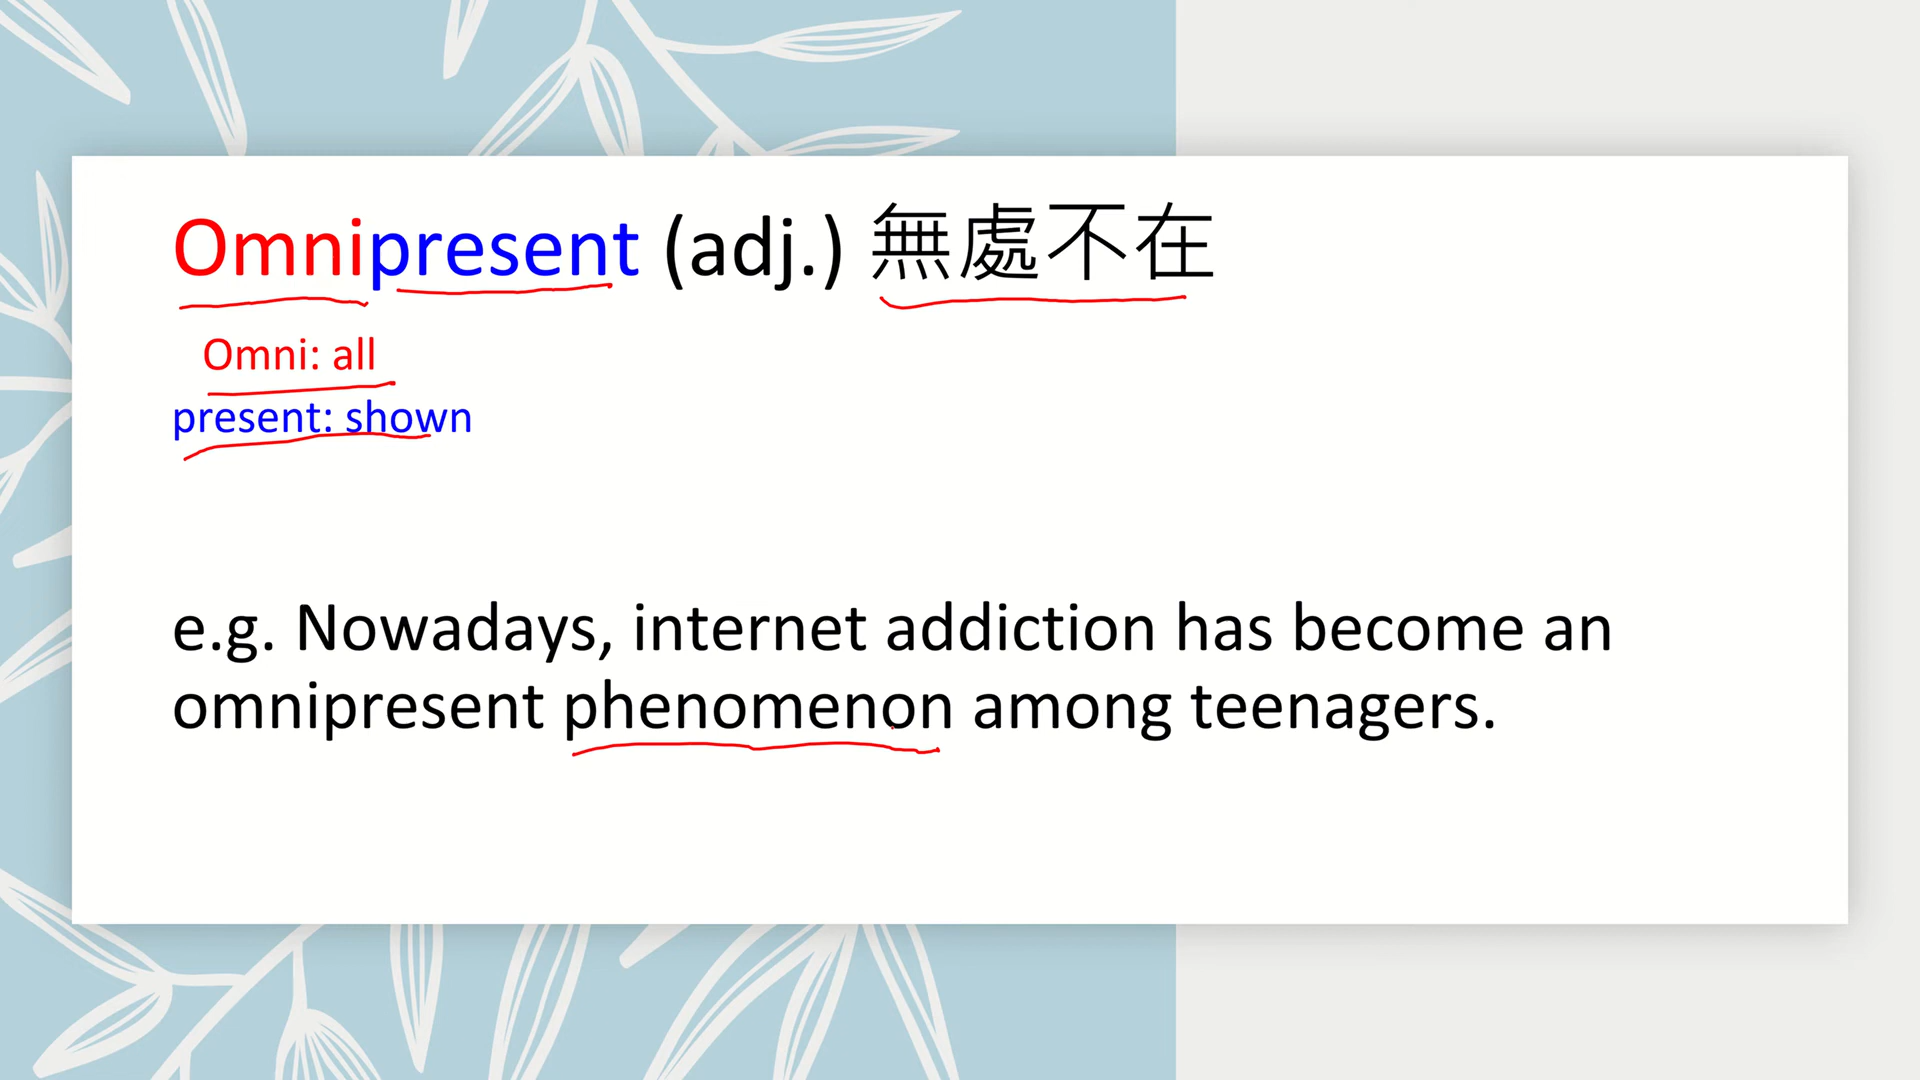 Omnipresent (adj.) 無處不在
Omni: all
present: shown
e.g. Nowadays, internet addiction has become an
omnipresent phenomenon among teenagers.